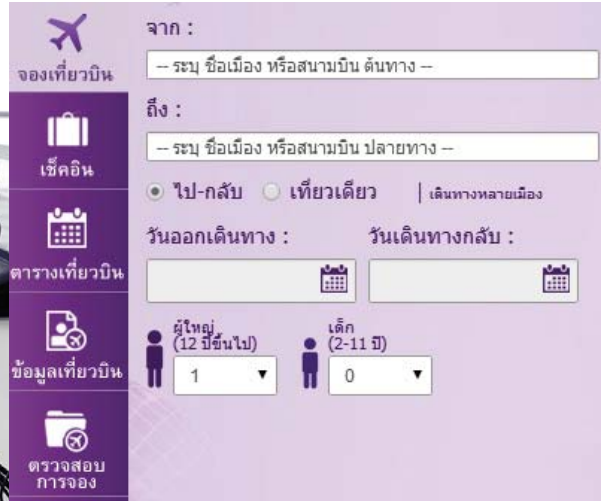 จองเที่ยวบิน
เช็คอิน
ตารางเที่ยวบิน
ข้อมูลเที่ยวบิน
ตรวจสอบ
การจอง
จาก :
-- ระบุ ชื่อเมือง หรือสนามบิน ต้นทาง --
ถึง :
-- ระบุ ชื่อเมือง หรือสนามบิน ปลายทาง --
ไป-กลับ เที่ยวเดียว | เดินทางหลายเมือง
วันออกเดินทาง : วันเดินทางกลับ :
ผู้ใหญ่ เด็ก
(12 ปีขึ้นไป) (2-11 ปี)
1 0